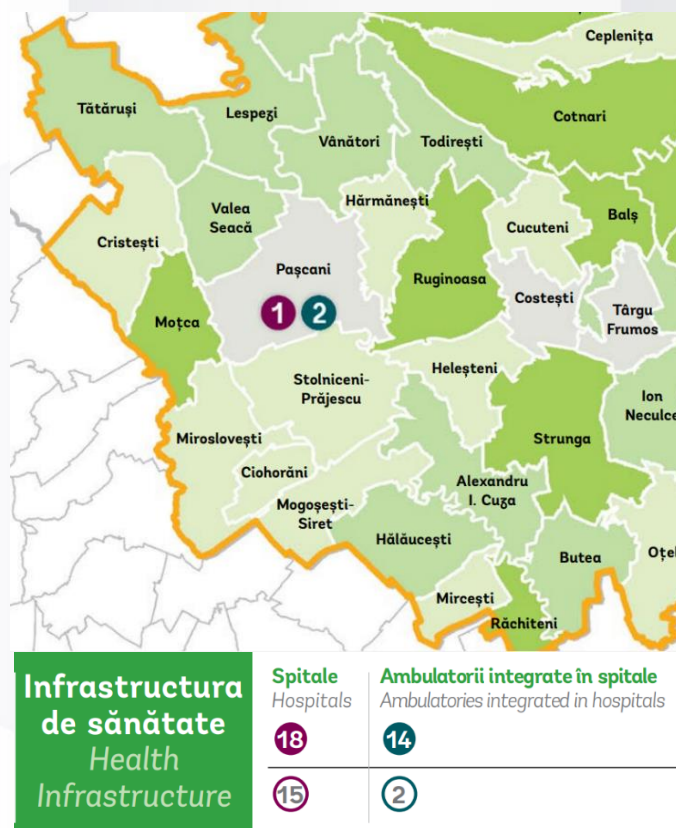 Ceplenița
Tătăruși
Lespezi
Cotnari
Vânători
Todirești
Hărmănești
Valea
Seacă
Balș
Cucuteni
Cristești
Pașcani
Ruginoasa
Costești
Târgu
Frumos
1
2
Moțca
Heleșteni
Stolniceni-
Prăjescu
Ion
Neculce
Miroslovești
Strunga
Ciohorăni
Alexandru
I. Cuza
Mogoșești-
Siret
Hălăucești
Butea
Oțel
Mircești
Răchiteni
Infrastructura
de sănătate
Health
Infrastructure
Spitale
Hospitals
18
15
Ambulatorii integrate în spitale
Ambulatories integrated in hospitals
14
2